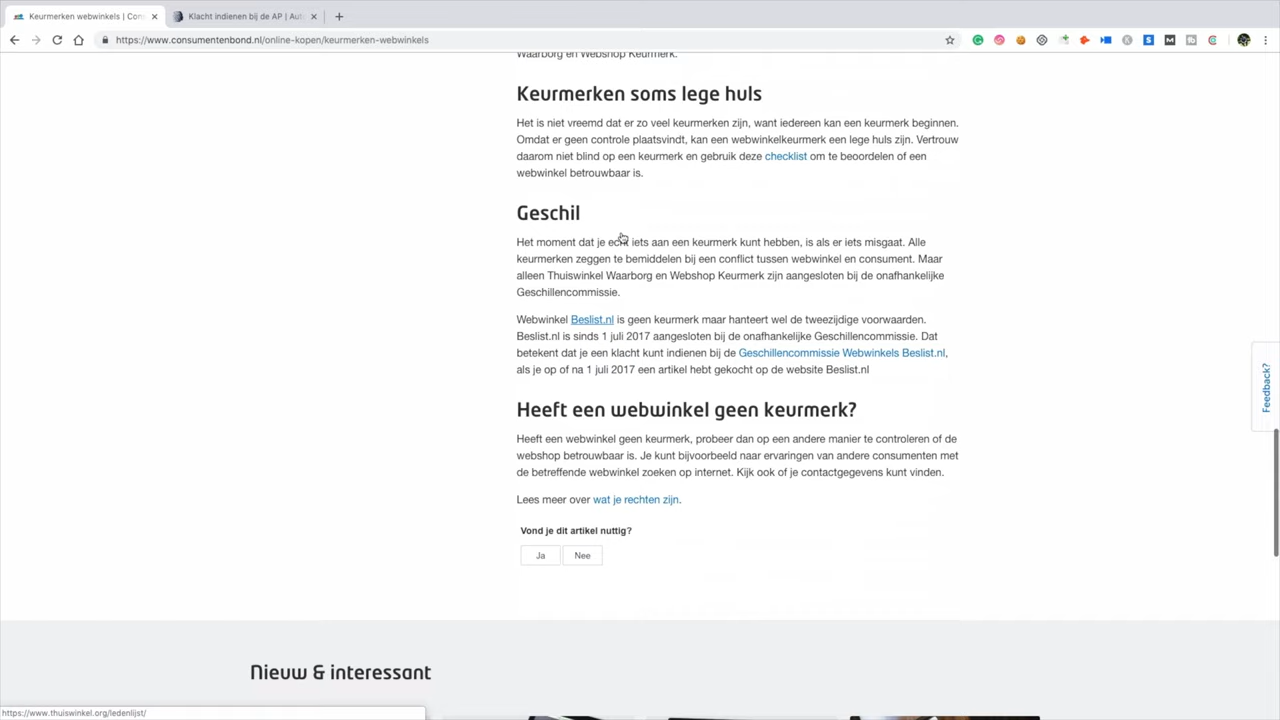 Keurmerken webwinkels | Con
Klacht indienen bij de AP | Aut
https://www.consumentenbond.nl/online-kopen/keurmerken-webwinkels
Waarborg en Webshop Keurmerk.
Keurmerken soms lege huls
Het is niet vreemd dat er zo veel keurmerken zijn, want iedereen kan een keurmerk beginnen.
Omdat er geen controle plaatsvindt, kan een webwinkelkeurmerk een lege huls zijn. Vertrouw
daarom niet blind op een keurmerk en gebruik deze checklist om te beoordelen of een
webwinkel betrouwbaar is.
Geschil
Het moment dat je echt iets aan een keurmerk kunt hebben, is als er iets misgaat. Alle
keurmerken zeggen te bemiddelen bij een conflict tussen webwinkel en consument. Maar
alleen Thuiswinkel Waarborg en Webshop Keurmerk zijn aangesloten bij de onafhankelijke
Geschillencommissie.
Webwinkel Beslist.nl is geen keurmerk maar hanteert wel de tweezijdige voorwaarden.
Beslist.nl is sinds 1 juli 2017 aangesloten bij de onafhankelijke Geschillencommissie. Dat
betekent dat je een klacht kunt indienen bij de Geschillencommissie Webwinkels Beslist.nl,
als je op of na 1 juli 2017 een artikel hebt gekocht op de website Beslist.nl
Heeft een webwinkel geen keurmerk?
Heeft een webwinkel geen keurmerk, probeer dan op een andere manier te controleren of de
webshop betrouwbaar is. Je kunt bijvoorbeeld naar ervaringen van andere consumenten met
de betreffende webwinkel zoeken op internet. Kijk ook of je contactgegevens kunt vinden.
Lees meer over wat je rechten zijn.
Vond je dit artikel nuttig?
Ja
Nee
Feedback?
Nieuw & interessant
https://www.thuiswinkel.org/ledenlijst/